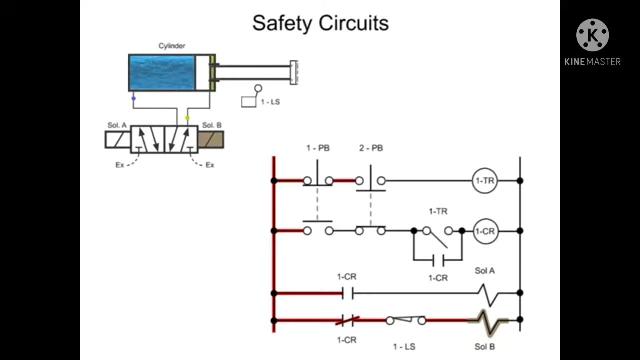 Safety Circuits
K
KINEMASTER
Cylinder
1 - LS
Sol. A
Sol. B
Ex
Ex
1 - PB
2 - PB
1-TR
1-TR
1-CR
1-CR
Sol A
1-CR
1-CR
1 - LS
Sol B